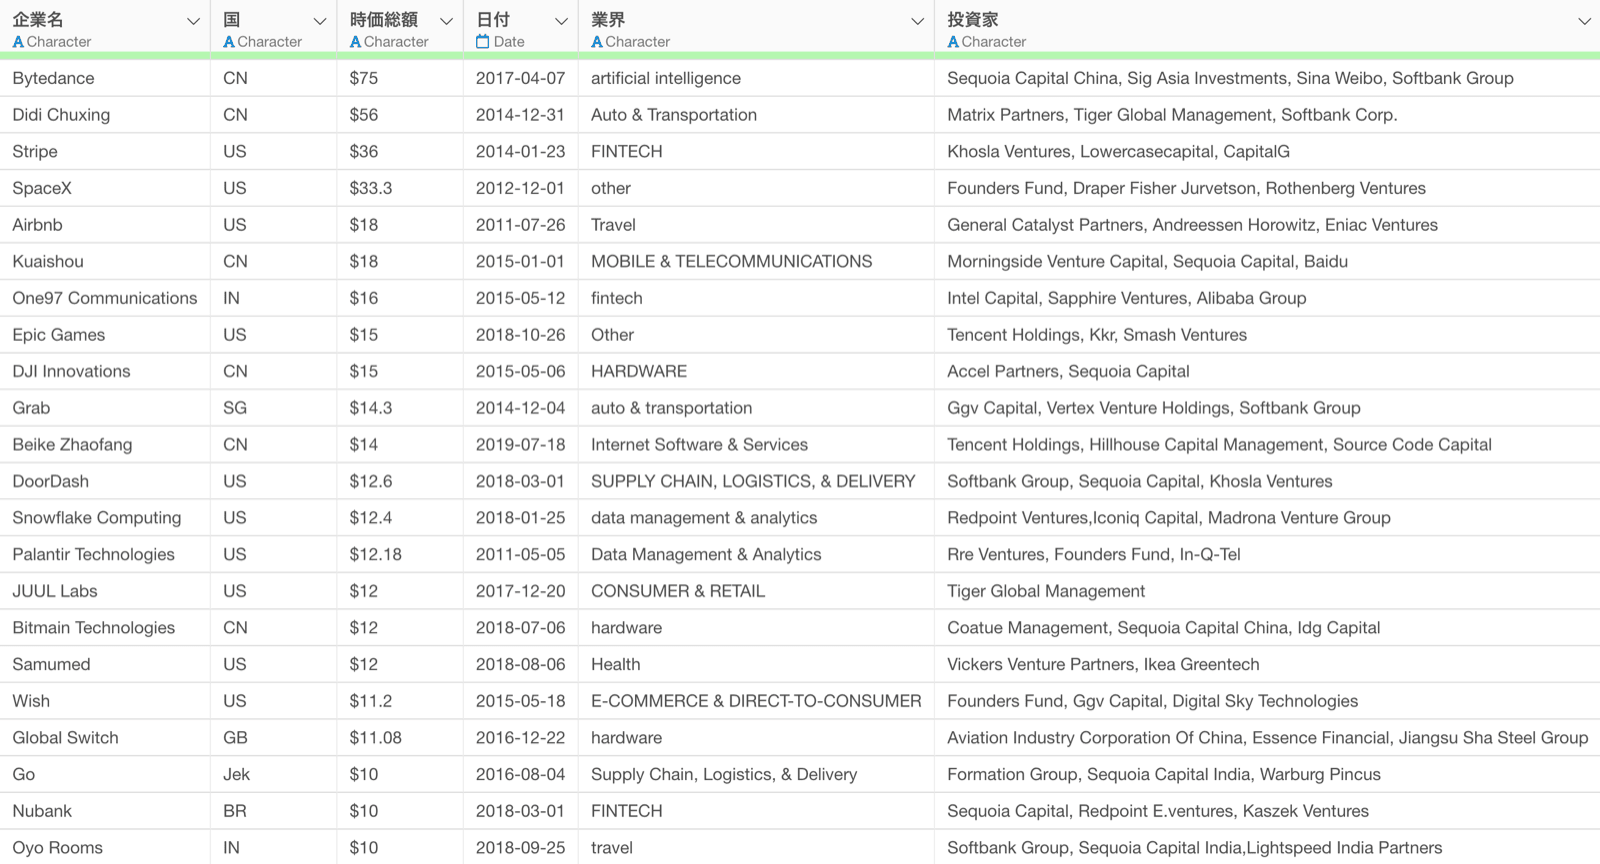 企業名 国 時価総額 日付 業界 投資家
Character Character Character Date Character Character
Bytedance CN $75 2017-04-07 artificial intelligence Sequoia Capital China, Sig Asia Investments, Sina Weibo, Softbank Group
Didi Chuxing CN $56 2014-12-31 Auto & Transportation Matrix Partners, Tiger Global Management, Softbank Corp.
Stripe US $36 2014-01-23 FINTECH Khosla Ventures, Lowercasecapital, CapitalG
SpaceX US $33.3 2012-12-01 other Founders Fund, Draper Fisher Jurvetson, Rothenberg Ventures
Airbnb US $18 2011-07-26 Travel General Catalyst Partners, Andreessen Horowitz, Eniac Ventures
Kuaishou CN $18 2015-01-01 MOBILE & TELECOMMUNICATIONS Morningside Venture Capital, Sequoia Capital, Baidu
One97 Communications IN $16 2015-05-12 fintech Intel Capital, Sapphire Ventures, Alibaba Group
Epic Games US $15 2018-10-26 Other Tencent Holdings, Kkr, Smash Ventures
DJI Innovations CN $15 2015-05-06 HARDWARE Accel Partners, Sequoia Capital
Grab SG $14.3 2014-12-04 auto & transportation Ggv Capital, Vertex Venture Holdings, Softbank Group
Beike Zhaofang CN $14 2019-07-18 Internet Software & Services Tencent Holdings, Hillhouse Capital Management, Source Code Capital
DoorDash US $12.6 2018-03-01 SUPPLY CHAIN, LOGISTICS, & DELIVERY Softbank Group, Sequoia Capital, Khosla Ventures
Snowflake Computing US $12.4 2018-01-25 data management & analytics Redpoint Ventures,Iconiq Capital, Madrona Venture Group
Palantir Technologies US $12.18 2011-05-05 Data Management & Analytics Rre Ventures, Founders Fund, In-Q-Tel
JUUL Labs US $12 2017-12-20 CONSUMER & RETAIL Tiger Global Management
Bitmain Technologies CN $12 2018-07-06 hardware Coatue Management, Sequoia Capital China, Idg Capital
Samumed US $12 2018-08-06 Health Vickers Venture Partners, Ikea Greentech
Wish US $11.2 2015-05-18 E-COMMERCE & DIRECT-TO-CONSUMER Founders Fund, Ggv Capital, Digital Sky Technologies
Global Switch GB $11.08 2016-12-22 hardware Aviation Industry Corporation Of China, Essence Financial, Jiangsu Sha Steel Group
Go Jek $10 2016-08-04 Supply Chain, Logistics, & Delivery Formation Group, Sequoia Capital India, Warburg Pincus
Nubank BR $10 2018-03-01 FINTECH Sequoia Capital, Redpoint E.ventures, Kaszek Ventures
Oyo Rooms IN $10 2018-09-25 travel Softbank Group, Sequoia Capital India,Lightspeed India Partners